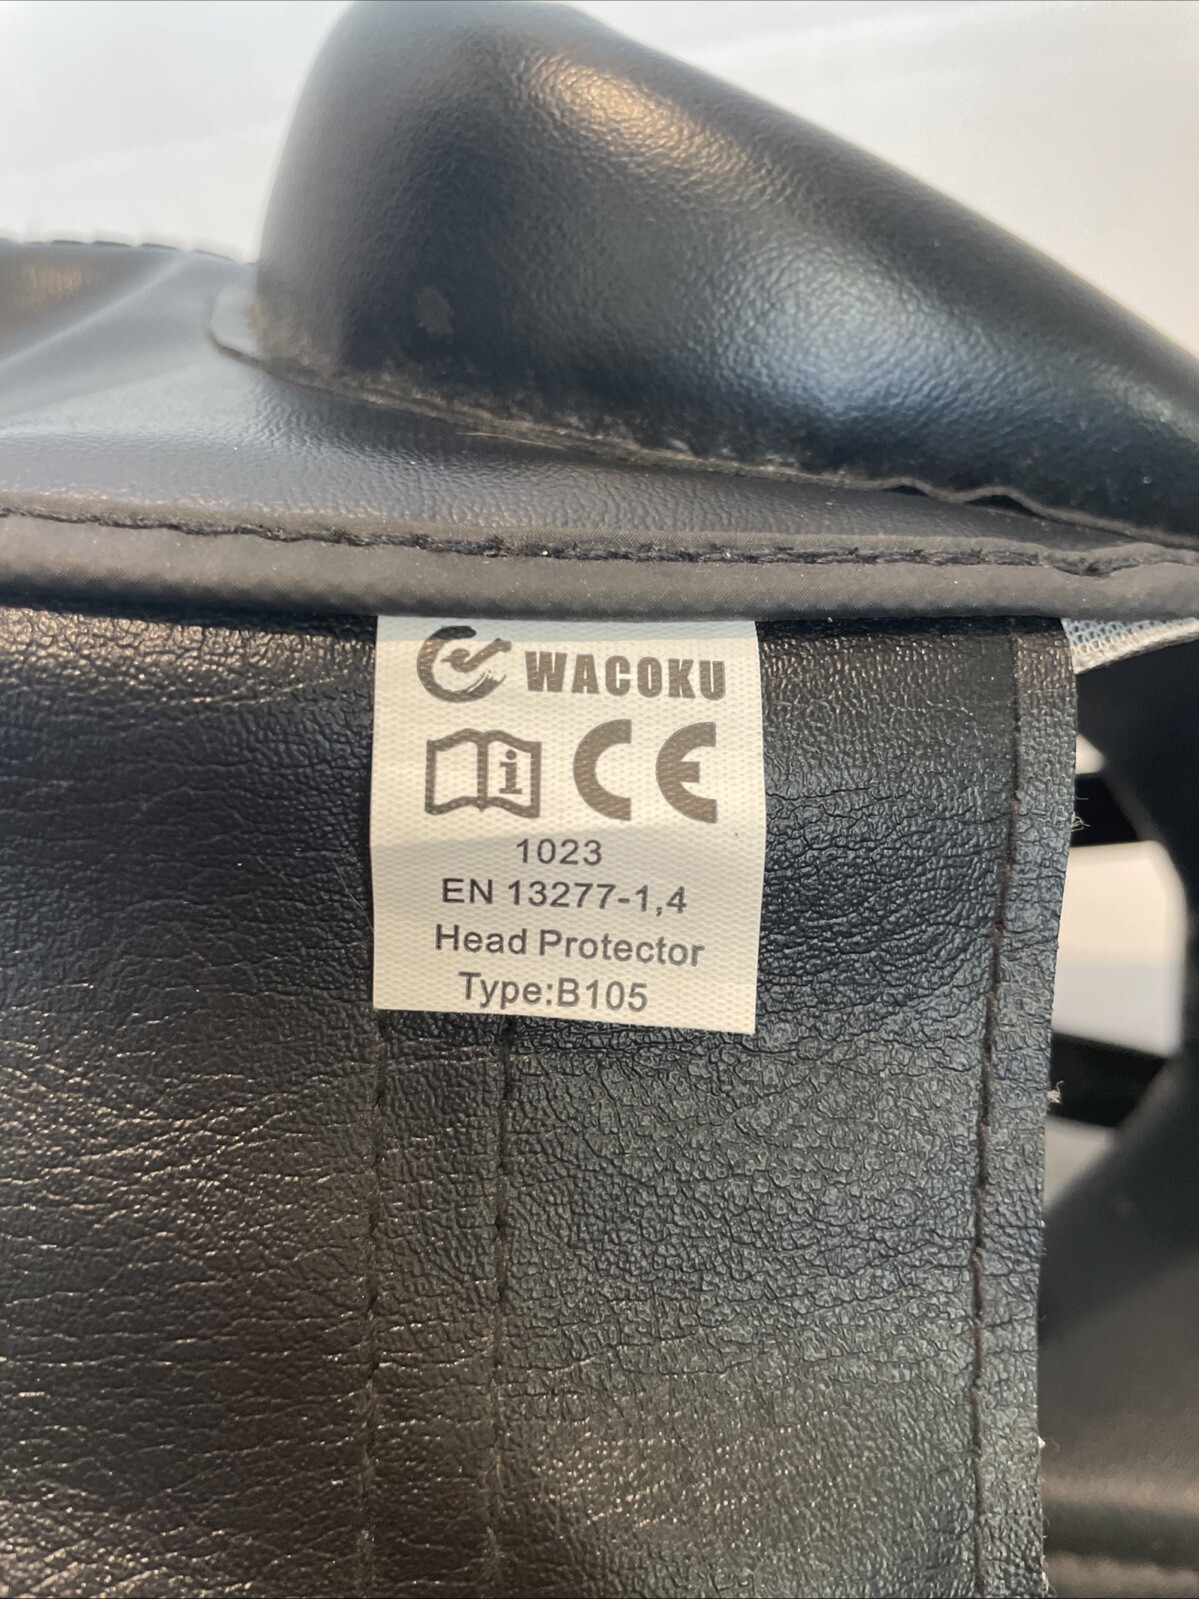 WACOKU
i CE
1023
EN 13277-1,4
Head Protector
Type:B105